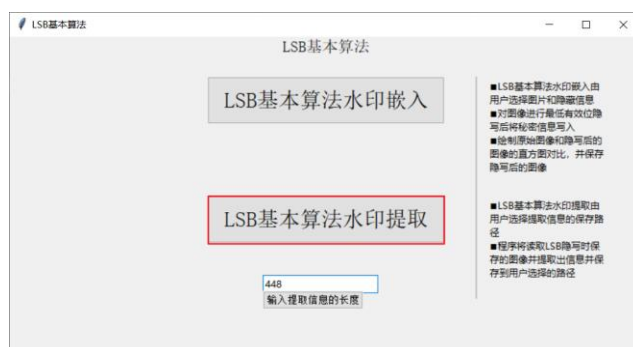 LSB基本算法
LSB基本算法
LSB基本算法水印嵌入
LSB基本算法水印提取
448
输入提取信息的长度
■LSB基本算法水印嵌入由
用户选择图片和隐藏信息
■对图像进行最低有效位隐
写后将秘密信息写入
■绘制原始图像和隐写后的
图像的直方图对比，并保存
隐写后的图像
■LSB基本算法水印提取由
用户选择提取信息的保存路
径
■程序将读取LSB隐写时保
存的图像并提取出信息并保
存到用户选择的路径